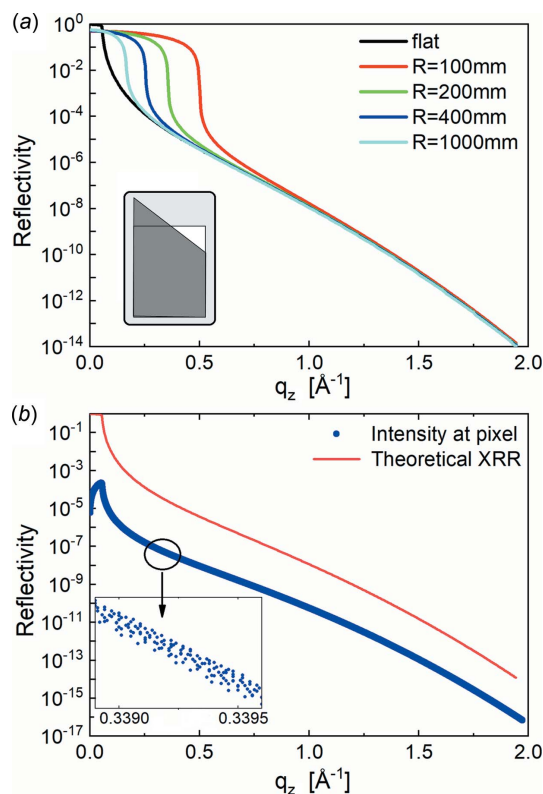 (a)
10⁰
10⁻²
10⁻⁴
10⁻⁶
10⁻⁸
10⁻¹⁰
10⁻¹²
10⁻¹⁴
Reflectivity
flat
R=100mm
R=200mm
R=400mm
R=1000mm
0.0 0.5 1.0 1.5 2.0
q_z [Å⁻¹]
(b)
10⁻¹
10⁻³
10⁻⁵
10⁻⁷
10⁻⁹
10⁻¹¹
10⁻¹³
10⁻¹⁵
10⁻¹⁷
Reflectivity
Intensity at pixel
Theoretical XRR
0.3390 0.3395
0.0 0.5 1.0 1.5 2.0
q_z [Å⁻¹]